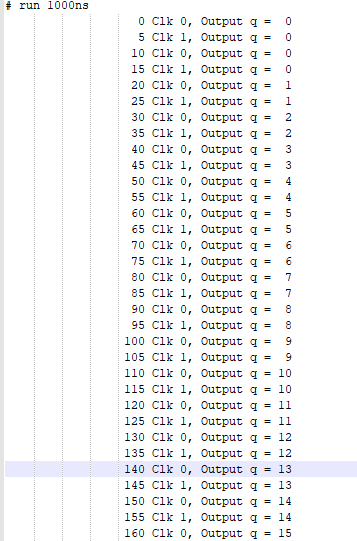 # run 1000ns
0 Clk 0, Output q =  0
5 Clk 1, Output q =  0
10 Clk 0, Output q =  0
15 Clk 1, Output q =  0
20 Clk 0, Output q =  1
25 Clk 1, Output q =  1
30 Clk 0, Output q =  2
35 Clk 1, Output q =  2
40 Clk 0, Output q =  3
45 Clk 1, Output q =  3
50 Clk 0, Output q =  4
55 Clk 1, Output q =  4
60 Clk 0, Output q =  5
65 Clk 1, Output q =  5
70 Clk 0, Output q =  6
75 Clk 1, Output q =  6
80 Clk 0, Output q =  7
85 Clk 1, Output q =  7
90 Clk 0, Output q =  8
95 Clk 1, Output q =  8
100 Clk 0, Output q =  9
105 Clk 1, Output q =  9
110 Clk 0, Output q = 10
115 Clk 1, Output q = 10
120 Clk 0, Output q = 11
125 Clk 1, Output q = 11
130 Clk 0, Output q = 12
135 Clk 1, Output q = 12
140 Clk 0, Output q = 13
145 Clk 1, Output q = 13
150 Clk 0, Output q = 14
155 Clk 1, Output q = 14
160 Clk 0, Output q = 15